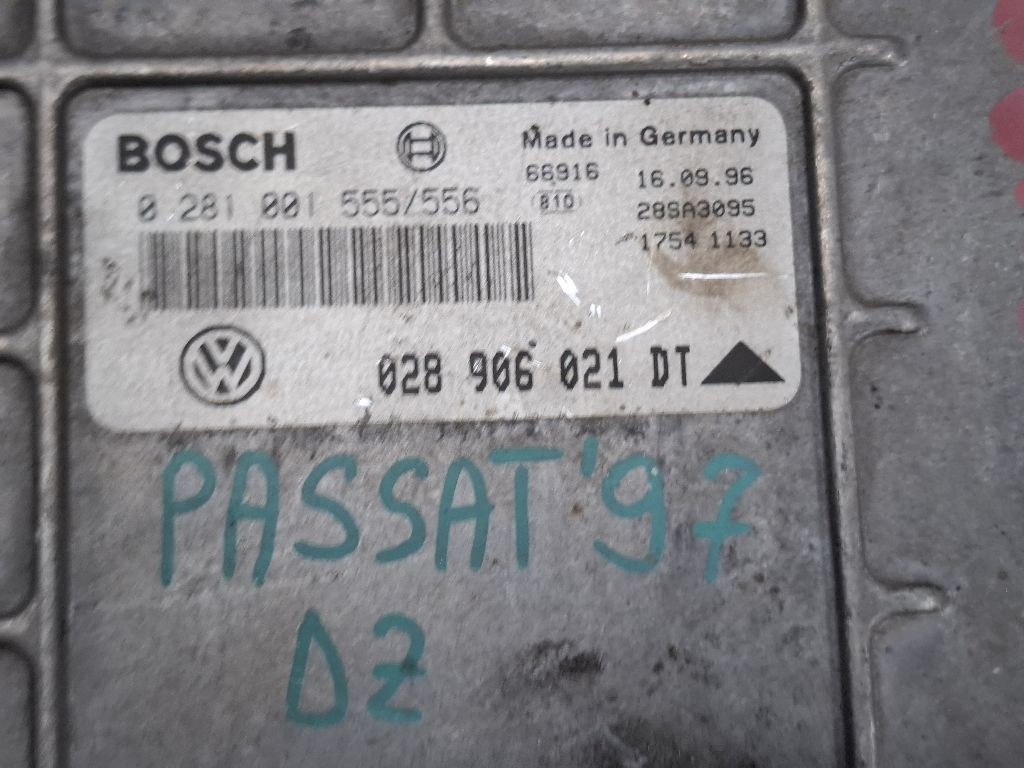 BOSCH
Made in Germany
66916
16.09.96
0 281 001 555/556
810
28SA3095
1754 1133
028 906 021 DT
PASSAT '97
DZ